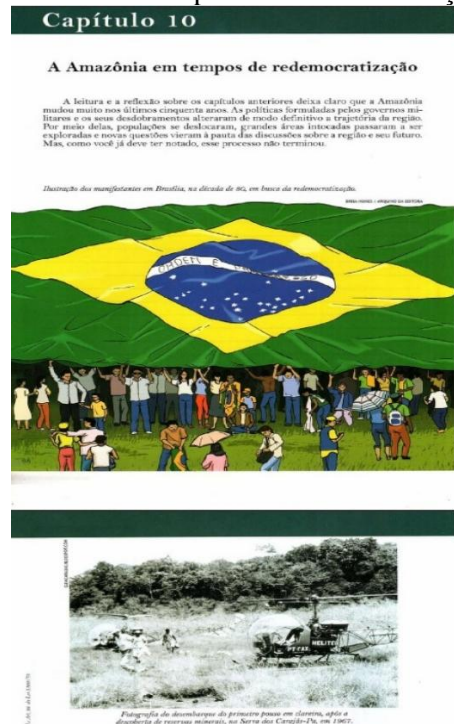 Capítulo 10
A Amazônia em tempos de redemocratização
A leitura e a reflexão sobre os capítulos anteriores deixa claro que a Amazônia
mudou muito nos últimos cinquenta anos. As políticas formuladas pelos governos mi-
litares e os seus desdobramentos alteraram de modo definitivo a trajetória da região.
Por meio delas, populações se deslocaram, grandes áreas intocadas passaram a ser
exploradas e novas questões vieram à pauta das discussões sobre a região e seu futuro.
Mas, como você já deve ter notado, esse processo não terminou.
Ilustração dos manifestantes em Brasília, na década de 80, em busca da redemocratização.
ARQUIVO DA EDITORA
ORDEM E
HELITEC
Fotografia do desembarque do primeiro pouso em clareira, após a
descoberta de reservas minerais, na Serra dos Carajás-Pa, em 1967.